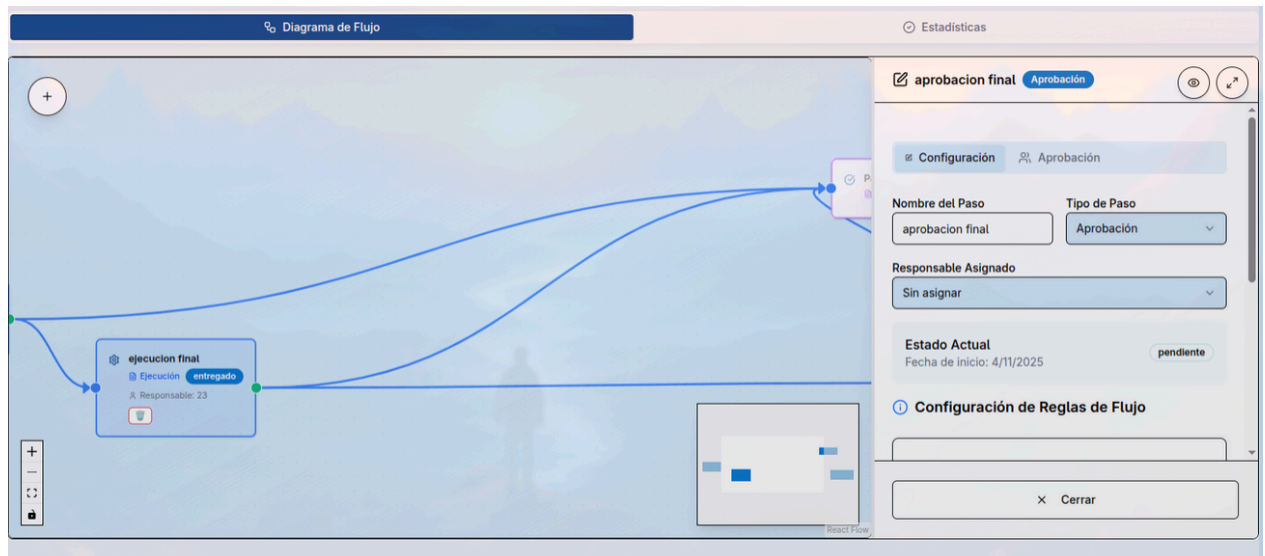 Diagrama de Flujo
Estadísticas
aprobacion final Aprobación
Configuración Aprobación
Nombre del Paso Tipo de Paso
aprobacion final Aprobación
Responsable Asignado
Sin asignar
Estado Actual
Fecha de inicio: 4/11/2025
pendiente
Configuración de Reglas de Flujo
Cerrar
ejecucion final
Ejecución entregado
Responsable: 23
React Flow